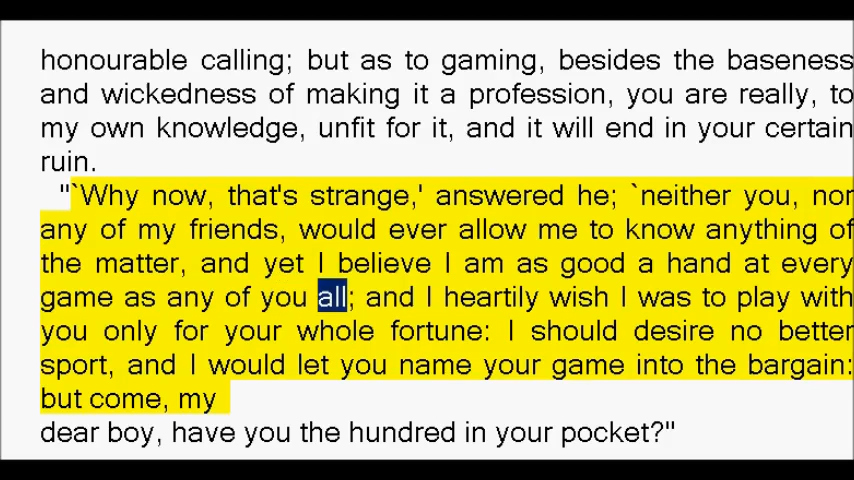 honourable calling; but as to gaming, besides the baseness
and wickedness of making it a profession, you are really, to
my own knowledge, unfit for it, and it will end in your certain
ruin.
"`Why now, that's strange,' answered he; `neither you, nor
any of my friends, would ever allow me to know anything of
the matter, and yet I believe I am as good a hand at every
game as any of you all; and I heartily wish I was to play with
you only for your whole fortune: I should desire no better
sport, and I would let you name your game into the bargain:
but come, my
dear boy, have you the hundred in your pocket?"